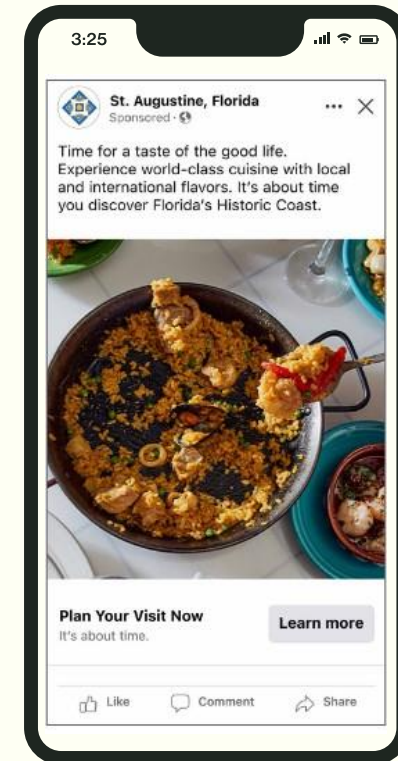 3:25
St. Augustine, Florida
Sponsored ·
Time for a taste of the good life.
Experience world-class cuisine with local
and international flavors. It's about time
you discover Florida's Historic Coast.
Plan Your Visit Now
It's about time.
Learn more
Like Comment Share